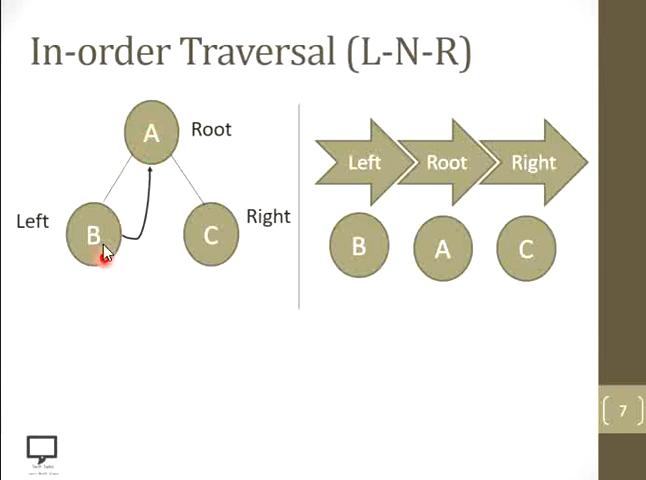 In-order Traversal (L-N-R)
A
Root
Left
B
C
Right
Left
Root
Right
B
A
C
7